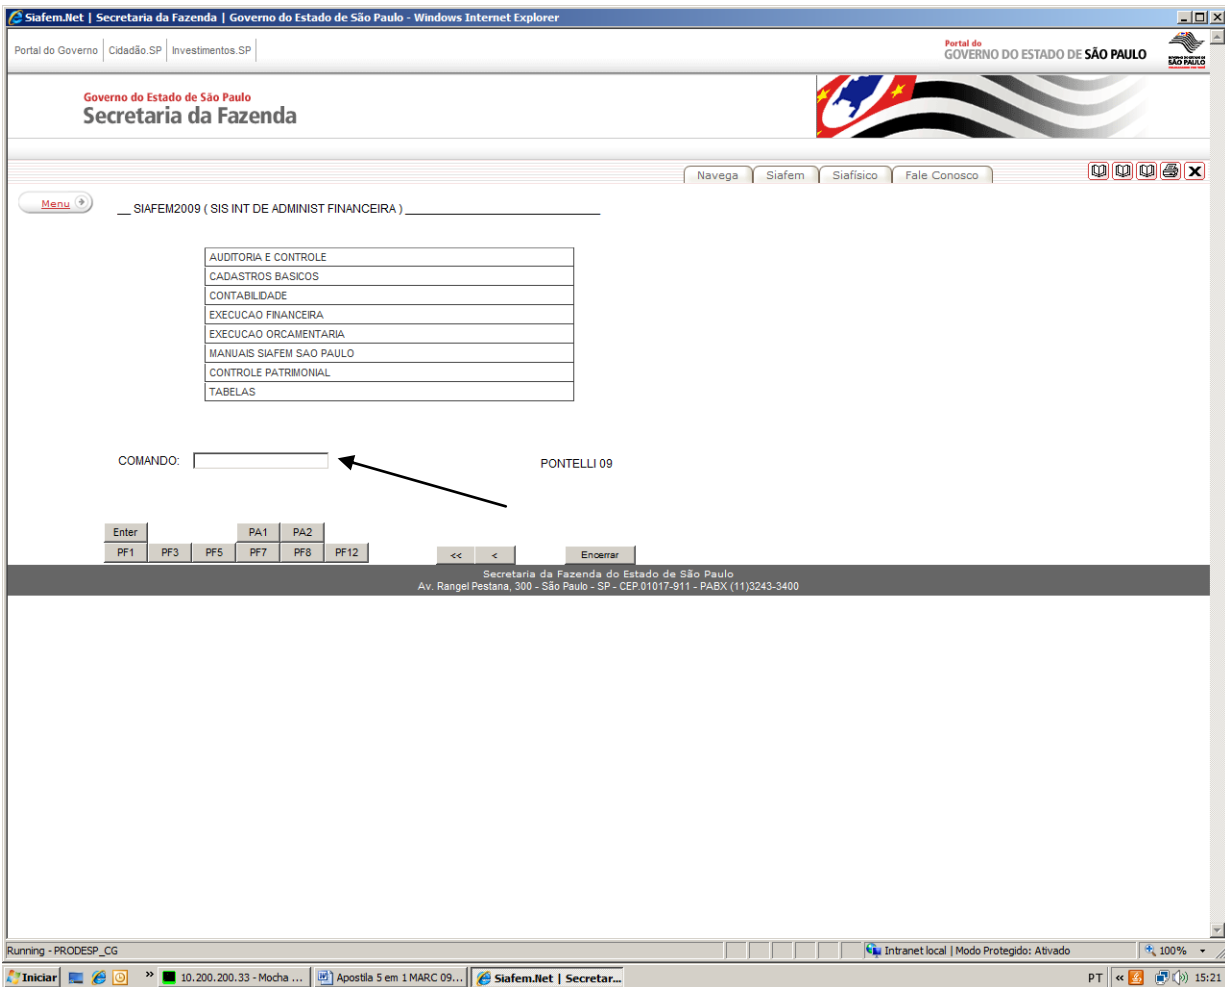 Siafem.Net | Secretaria da Fazenda | Governo do Estado de São Paulo - Windows Internet Explorer
Portal do Governo Cidadão.SP Investimentos.SP
Portal do
GOVERNO DO ESTADO DE SÃO PAULO
SÃO PAULO
Governo do Estado de São Paulo
Secretaria da Fazenda
Navega Siafem Siafísico Fale Conosco
Menu
__ SIAFEM2009 ( SIS INT DE ADMINIST FINANCEIRA ) ______________________________
AUDITORIA E CONTROLE
CADASTROS BASICOS
CONTABILIDADE
EXECUCAO FINANCEIRA
EXECUCAO ORCAMENTARIA
MANUAIS SIAFEM SAO PAULO
CONTROLE PATRIMONIAL
TABELAS
COMANDO:
PONTELLI 09
Enter PA1 PA2
PF1 PF3 PF5 PF7 PF8 PF12 << < Encerrar
Secretaria da Fazenda do Estado de São Paulo
Av. Rangel Pestana, 300 - São Paulo - SP - CEP.01017-911 - PABX (11)3243-3400
Running - PRODESP_CG
Intranet local | Modo Protegido: Ativado
100%
Iniciar » 10.200.200.33 - Mocha ... Apostila 5 em 1 MARC 09... Siafem.Net | Secretar... PT « 15:21